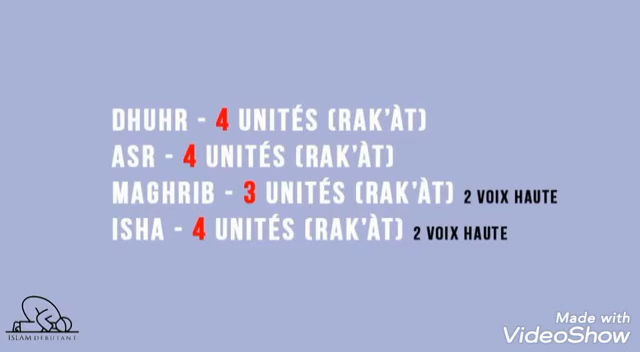 DHUHR - 4 UNITÉS (RAK'ÀT)
ASR - 4 UNITÉS (RAK'ÀT)
MAGHRIB - 3 UNITÉS (RAK'ÀT) 2 VOIX HAUTE
ISHA - 4 UNITÉS (RAK'ÀT) 2 VOIX HAUTE
ISLAM DÉBUTANT
Made with
VideoShow